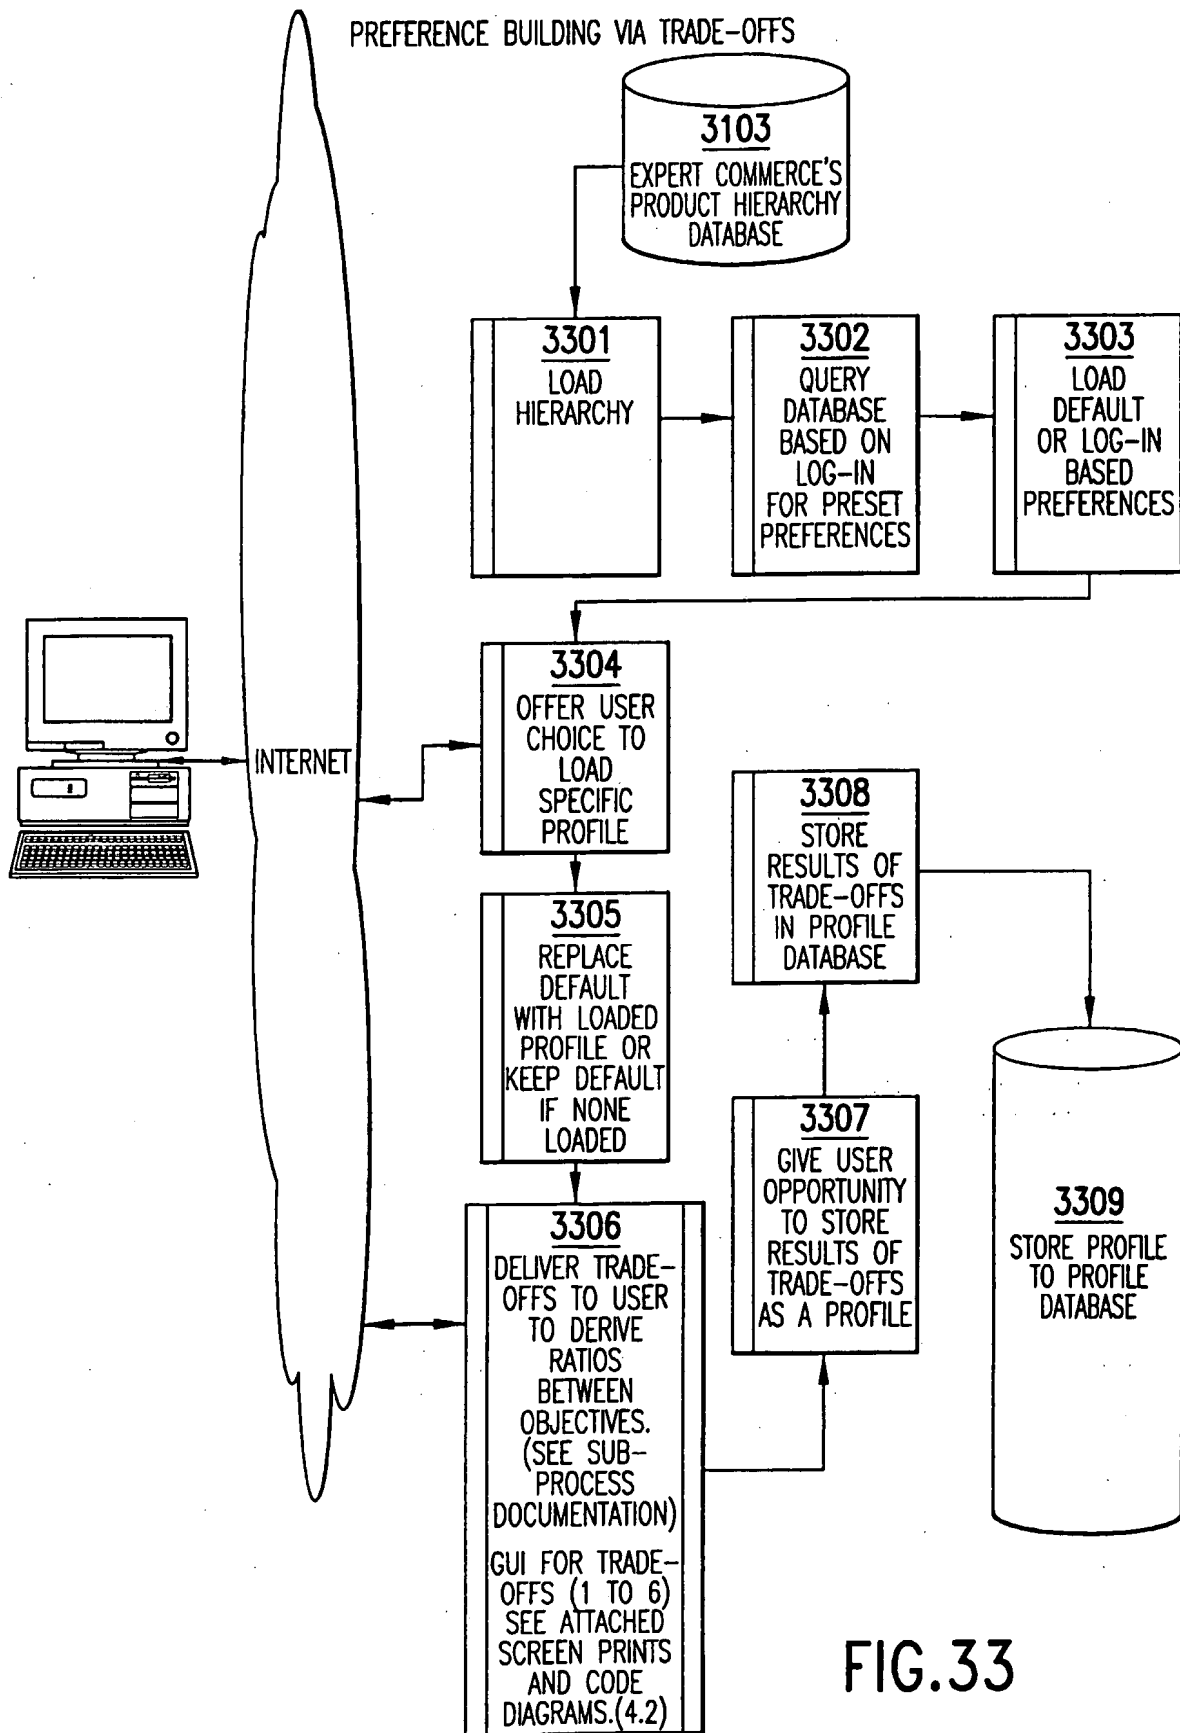 PREFERENCE BUILDING VIA TRADE-OFFS
3103
EXPERT COMMERCE'S
PRODUCT HIERARCHY
DATABASE
3301
LOAD
HIERARCHY
3302
QUERY
DATABASE
BASED ON
LOG-IN
FOR PRESET
PREFERENCES
3303
LOAD
DEFAULT
OR LOG-IN
BASED
PREFERENCES
INTERNET
3304
OFFER USER
CHOICE TO
LOAD
SPECIFIC
PROFILE
3305
REPLACE
DEFAULT
WITH LOADED
PROFILE OR
KEEP DEFAULT
IF NONE
LOADED
3306
DELIVER TRADE-
OFFS TO USER
TO DERIVE
RATIOS
BETWEEN
OBJECTIVES.
(SEE SUB-
PROCESS
DOCUMENTATION)
GUI FOR TRADE-
OFFS (1 TO 6)
SEE ATTACHED
SCREEN PRINTS
AND CODE
DIAGRAMS.(4.2)
3307
GIVE USER
OPPORTUNITY
TO STORE
RESULTS OF
TRADE-OFFS
AS A PROFILE
3308
STORE
RESULTS OF
TRADE-OFFS
IN PROFILE
DATABASE
3309
STORE PROFILE
TO PROFILE
DATABASE
FIG.33